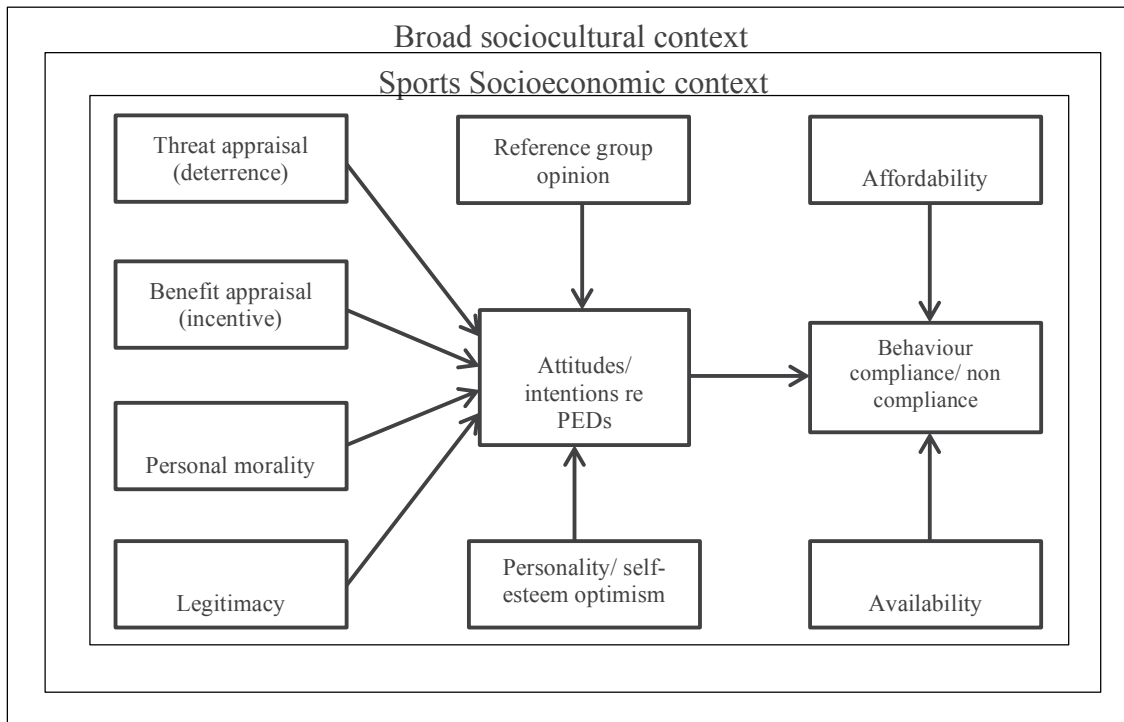 Broad sociocultural context
Sports Socioeconomic context
Threat appraisal
(deterrence)
Reference group
opinion
Affordability
Benefit appraisal
(incentive)
Attitudes/
intentions re
PEDs
Behaviour
compliance/ non
compliance
Personal morality
Legitimacy
Personality/ self-
esteem optimism
Availability